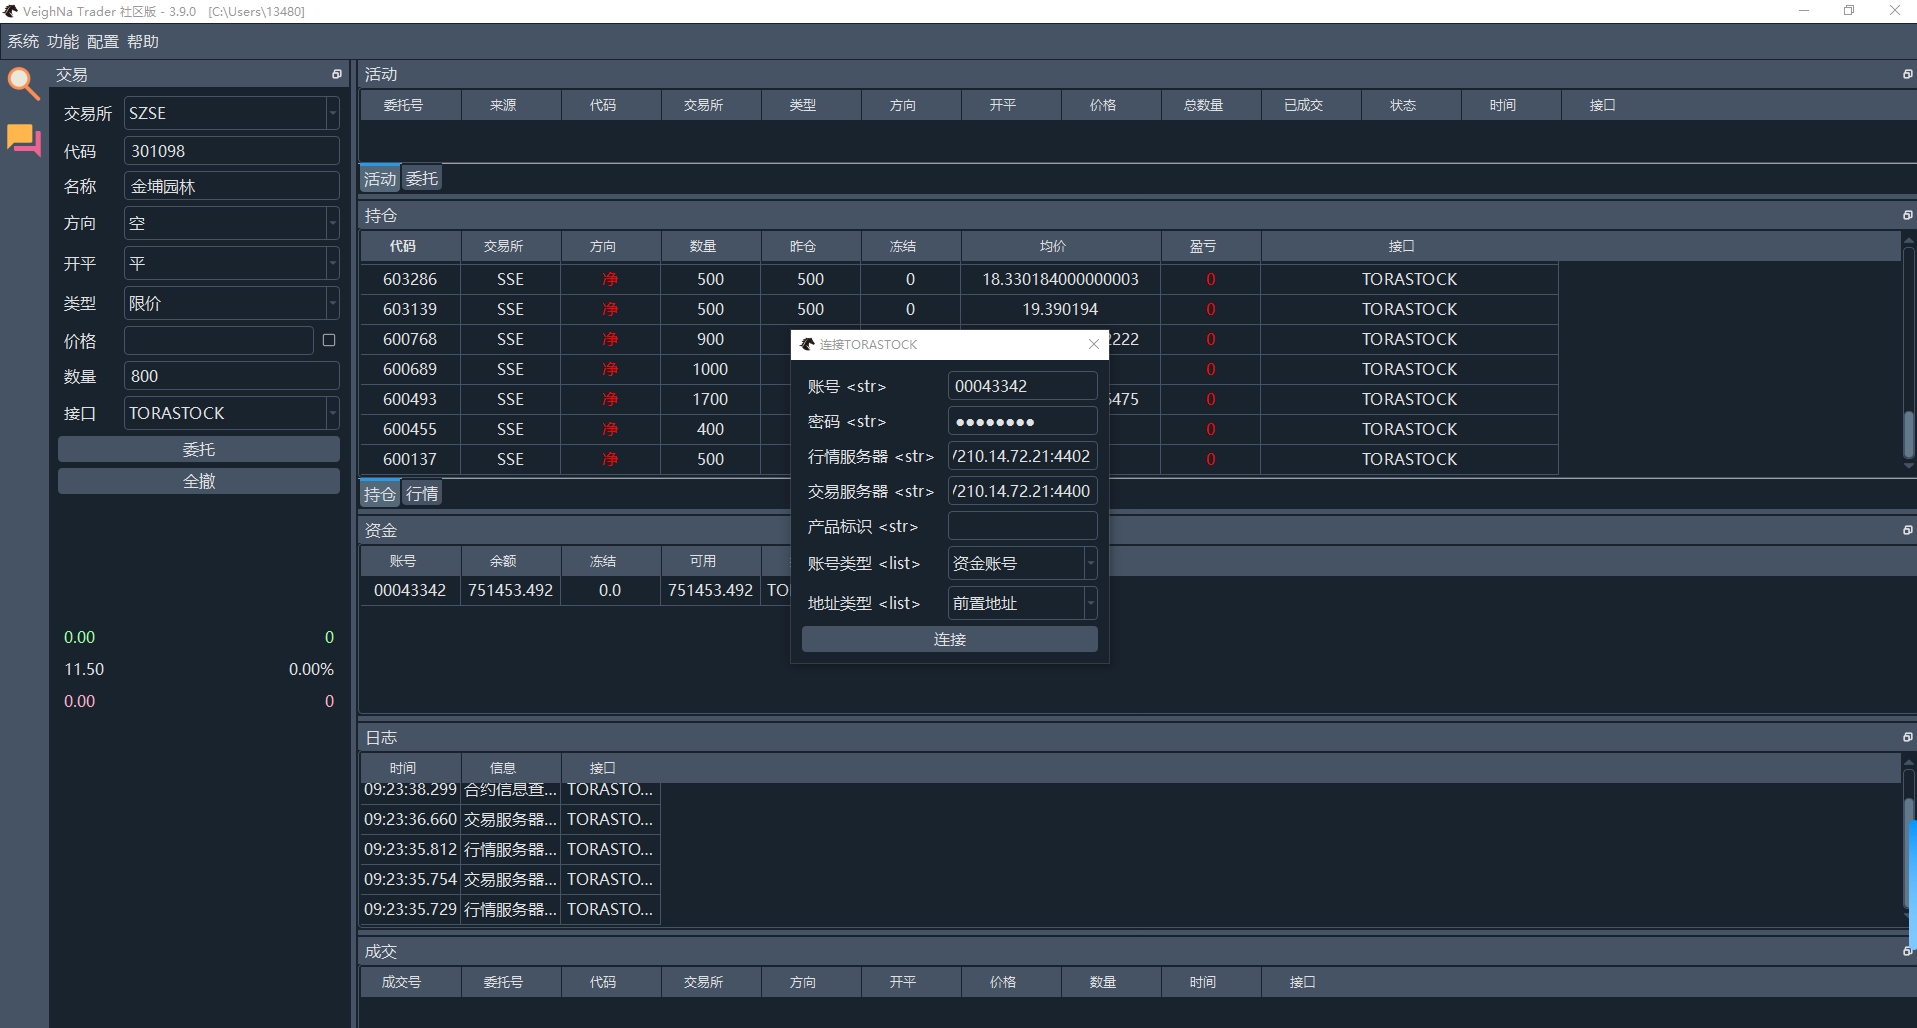 VeighNa Trader 社区版 - 3.9.0   [C:\Users\13480]
系统 功能 配置 帮助
交易
交易所 SZSE
代码 301098
名称 金埔园林
方向 空
开平 平
类型 限价
价格
数量 800
接口 TORASTOCK
委托
全撤
0.00 0
11.50 0.00%
0.00 0
活动
委托号 来源 代码 交易所 类型 方向 开平 价格 总数量 已成交 状态 时间 接口
活动 委托
持仓
代码 交易所 方向 数量 昨仓 冻结 均价 盈亏 接口
603286 SSE 净 500 500 0 18.330184000000003 0 TORASTOCK
603139 SSE 净 500 500 0 19.390194 0 TORASTOCK
600768 SSE 净 900 2222 0 TORASTOCK
600689 SSE 净 1000 0 TORASTOCK
600493 SSE 净 1700 475 0 TORASTOCK
600455 SSE 净 400 0 TORASTOCK
600137 SSE 净 500 0 TORASTOCK
持仓 行情
资金
账号 余额 冻结 可用
00043342 751453.492 0.0 751453.492 TO
连接TORASTOCK
账号 <str> 00043342
密码 <str> ●●●●●●●●
行情服务器 <str> /210.14.72.21:4402
交易服务器 <str> /210.14.72.21:4400
产品标识 <str>
账号类型 <list> 资金账号
地址类型 <list> 前置地址
连接
日志
时间 信息 接口
09:23:38.299 合约信息查... TORASTO...
09:23:36.660 交易服务器... TORASTO...
09:23:35.812 行情服务器... TORASTO...
09:23:35.754 交易服务器... TORASTO...
09:23:35.729 行情服务器... TORASTO...
成交
成交号 委托号 代码 交易所 方向 开平 价格 数量 时间 接口